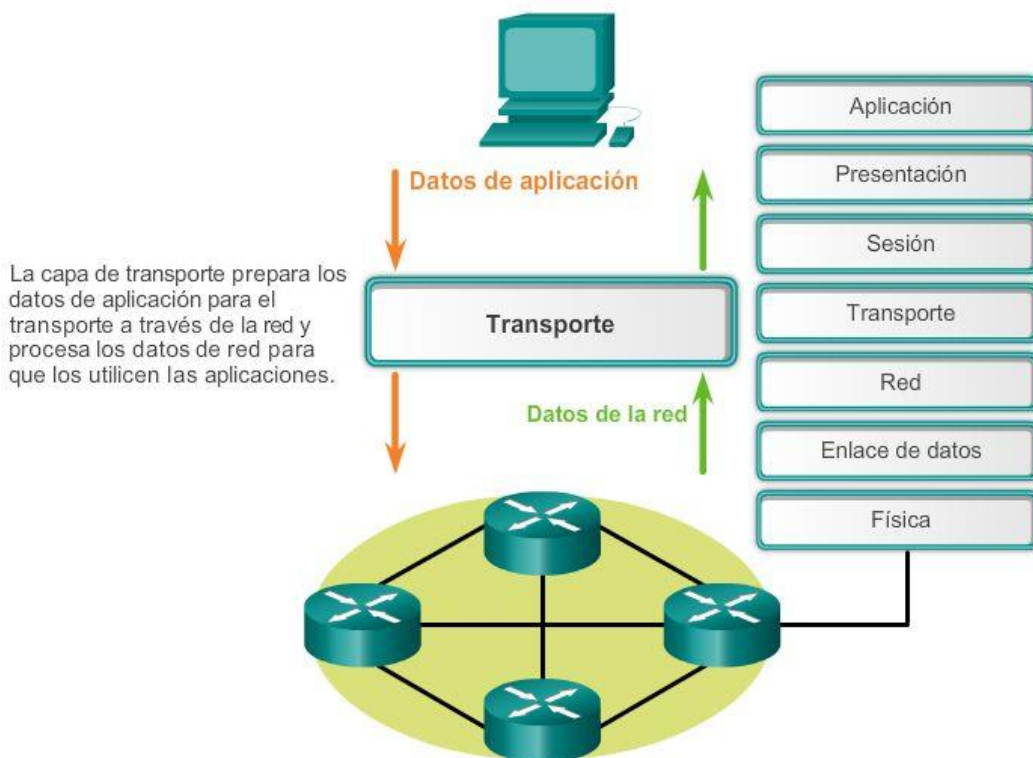 Datos de aplicación
La capa de transporte prepara los
datos de aplicación para el
transporte a través de la red y
procesa los datos de red para
que los utilicen las aplicaciones.
Transporte
Datos de la red
Aplicación
Presentación
Sesión
Transporte
Red
Enlace de datos
Física